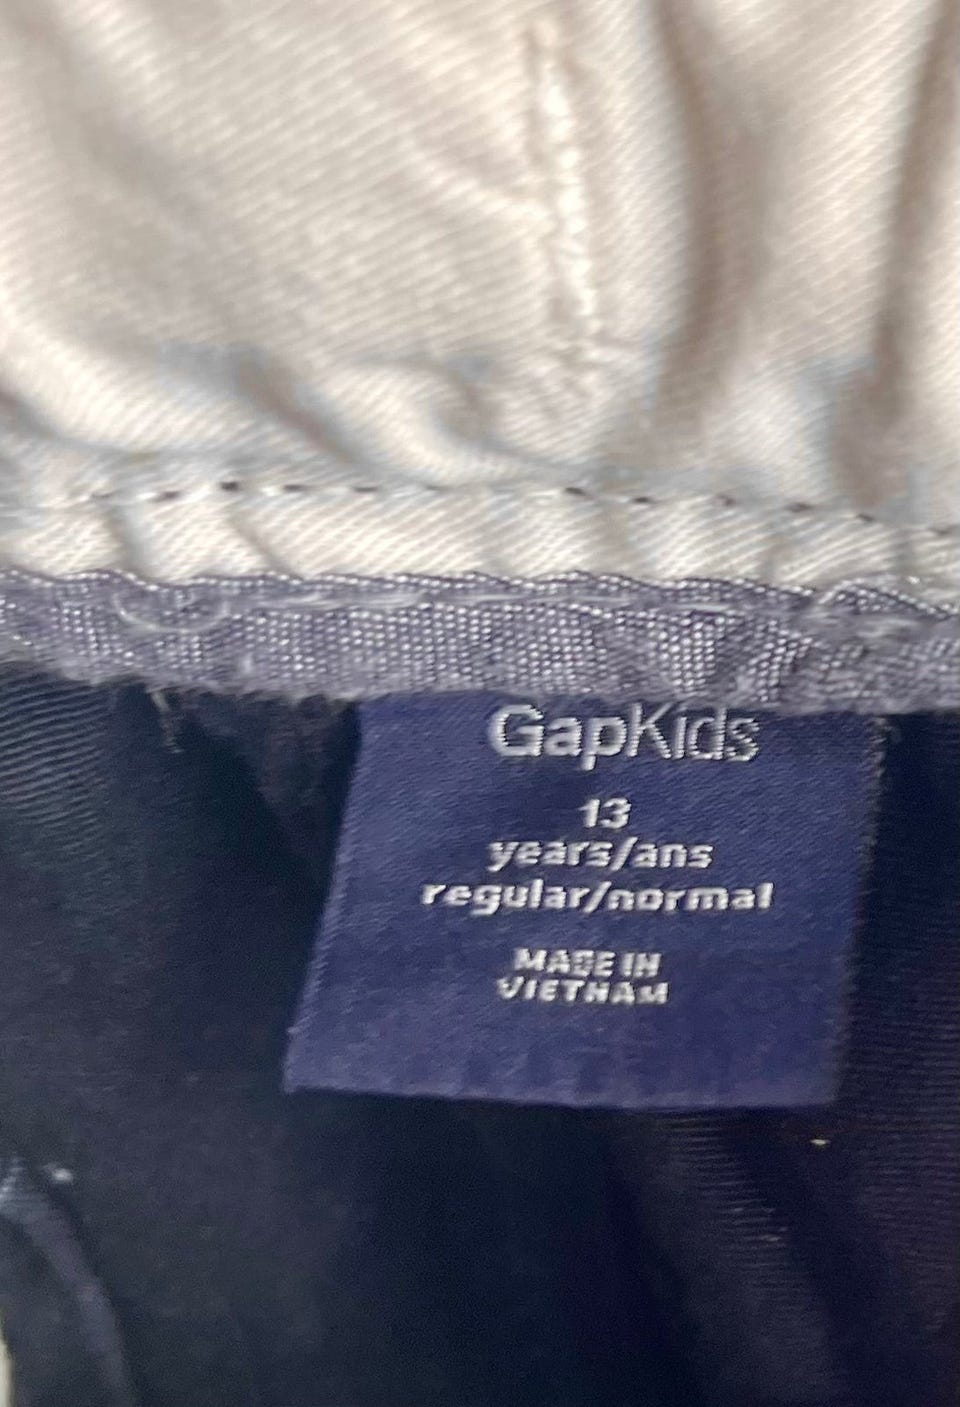 GapKids
13
years/ans
regular/normal
MADE IN
VIETNAM